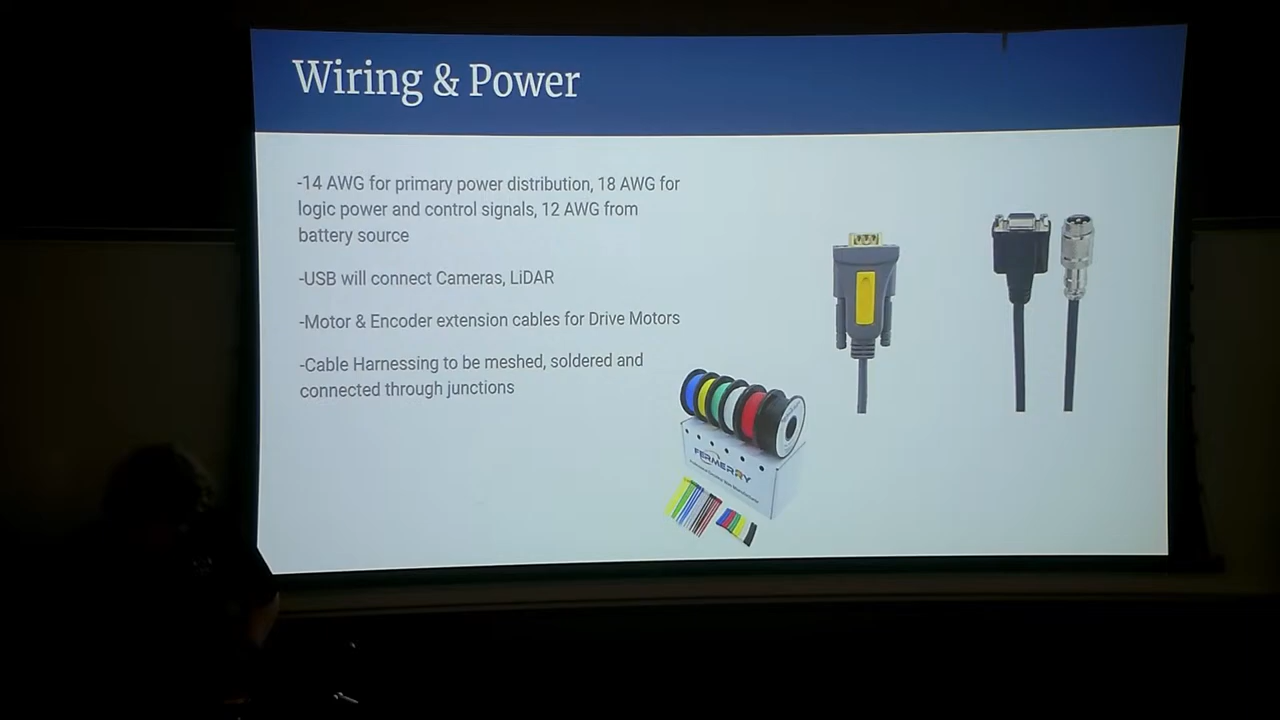 Wiring & Power
-14 AWG for primary power distribution, 18 AWG for
logic power and control signals, 12 AWG from
battery source
-USB will connect Cameras, LiDAR
-Motor & Encoder extension cables for Drive Motors
-Cable Harnessing to be meshed, soldered and
connected through junctions
FERMERRY